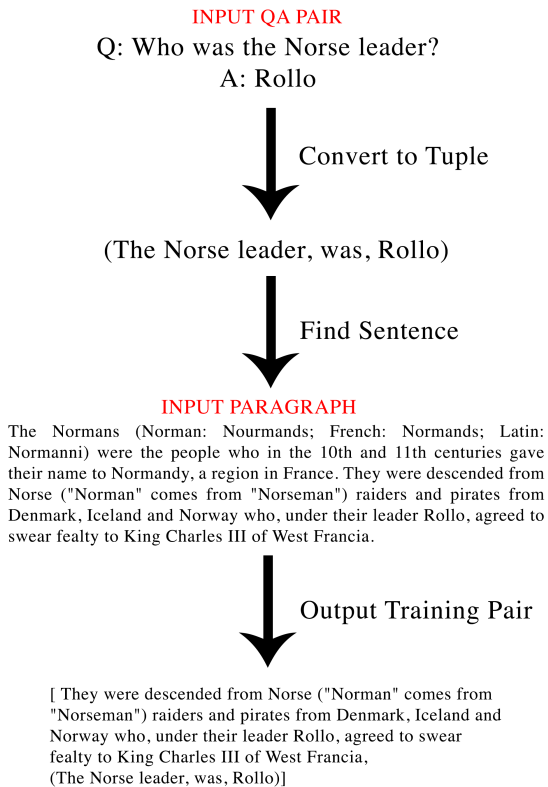 INPUT QA PAIR
Q: Who was the Norse leader?
A: Rollo
Convert to Tuple
(The Norse leader, was, Rollo)
Find Sentence
INPUT PARAGRAPH
The Normans (Norman: Nourmands; French: Normands; Latin:
Normanni) were the people who in the 10th and 11th centuries gave
their name to Normandy, a region in France. They were descended from
Norse ("Norman" comes from "Norseman") raiders and pirates from
Denmark, Iceland and Norway who, under their leader Rollo, agreed to
swear fealty to King Charles III of West Francia.
Output Training Pair
[ They were descended from Norse ("Norman" comes from
"Norseman") raiders and pirates from Denmark, Iceland and
Norway who, under their leader Rollo, agreed to swear
fealty to King Charles III of West Francia,
(The Norse leader, was, Rollo)]